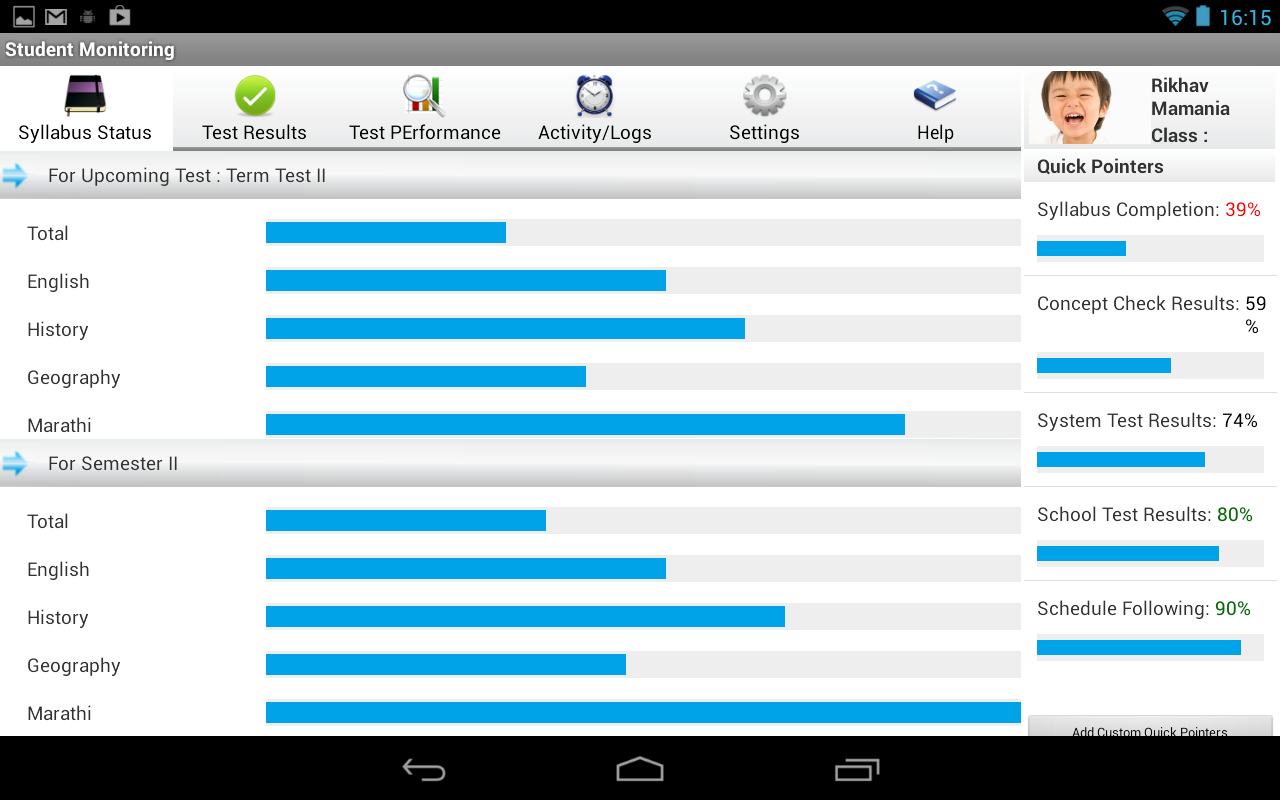 16:15
Student Monitoring
Syllabus Status
Test Results
Test PErformance
Activity/Logs
Settings
Help
Rikhav
Mamania
Class :
For Upcoming Test : Term Test II
Total
English
History
Geography
Marathi
For Semester II
Total
English
History
Geography
Marathi
Quick Pointers
Syllabus Completion: 39%
Concept Check Results: 59
%
System Test Results: 74%
School Test Results: 80%
Schedule Following: 90%
Add Custom Quick Pointers